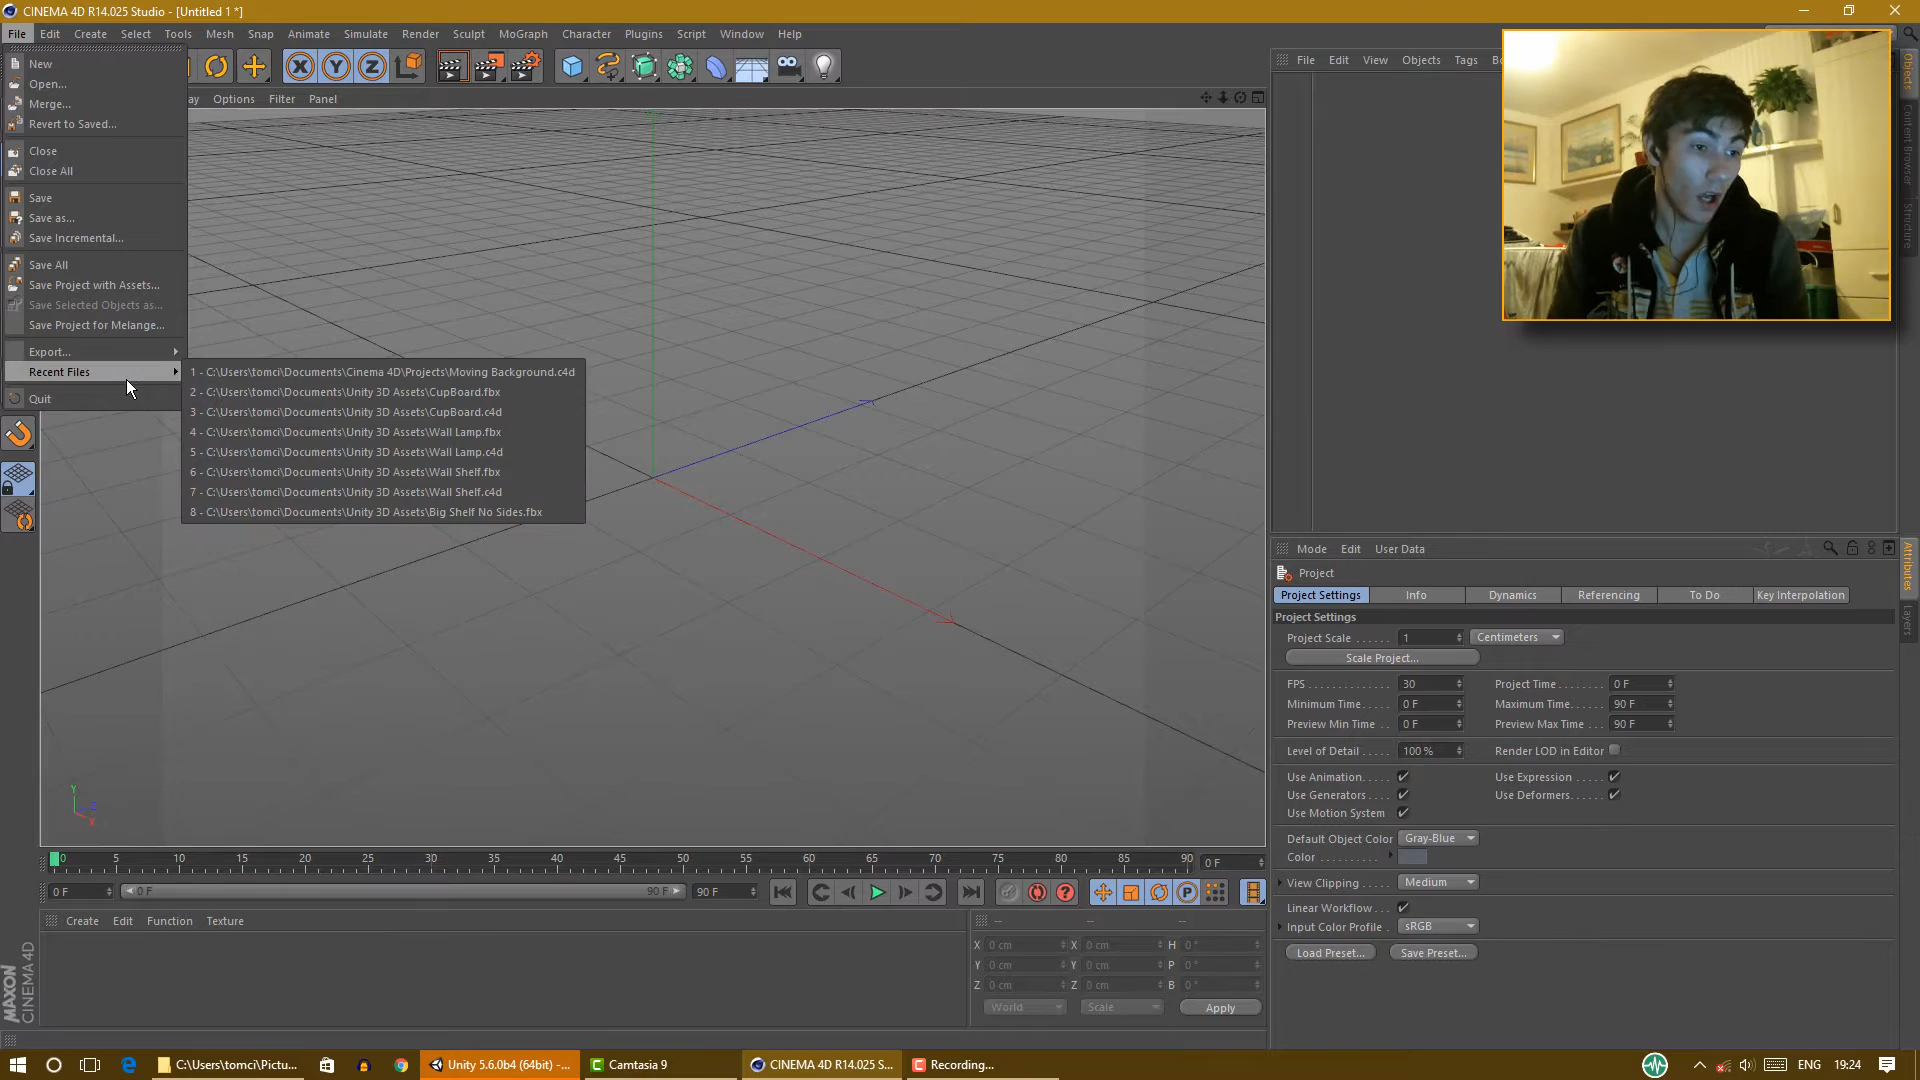 CINEMA 4D R14.025 Studio - [Untitled 1 *]
File Edit Create Select Tools Mesh Snap Animate Simulate Render Sculpt MoGraph Character Plugins Script Window Help
New
Open...
Merge...
Revert to Saved...
Close
Close All
Save
Save as...
Save Incremental...
Save All
Save Project with Assets...
Save Selected Objects as...
Save Project for Melange...
Export...
Recent Files
Quit
1 - C:\Users\tomci\Documents\Cinema 4D\Projects\Moving Background.c4d
2 - C:\Users\tomci\Documents\Unity 3D Assets\CupBoard.fbx
3 - C:\Users\tomci\Documents\Unity 3D Assets\CupBoard.c4d
4 - C:\Users\tomci\Documents\Unity 3D Assets\Wall Lamp.fbx
5 - C:\Users\tomci\Documents\Unity 3D Assets\Wall Lamp.c4d
6 - C:\Users\tomci\Documents\Unity 3D Assets\Wall Shelf.fbx
7 - C:\Users\tomci\Documents\Unity 3D Assets\Wall Shelf.c4d
8 - C:\Users\tomci\Documents\Unity 3D Assets\Big Shelf No Sides.fbx
ay Options Filter Panel
X Y Z
Y
Z
X
File Edit View Objects Tags Bo
Objects
Content Browser
Structure
Mode Edit User Data
Attributes
Layers
Project
Project Settings Info Dynamics Referencing To Do Key Interpolation
Project Settings
Project Scale ...... 1 Centimeters
Scale Project...
FPS .............. 30 Project Time ........ 0 F
Minimum Time..... 0 F Maximum Time..... 90 F
Preview Min Time .. 0 F Preview Max Time ... 90 F
Level of Detail ..... 100 % Render LOD in Editor
Use Animation..... Use Expression .....
Use Generators .... Use Deformers......
Use Motion System
Default Object Color Gray-Blue
Color ..........
View Clipping ...... Medium
Linear Workflow ...
Input Color Profile . sRGB
Load Preset... Save Preset...
0 5 10 15 20 25 30 35 40 45 50 55 60 65 70 75 80 85 90 0 F
0 F 0 F 90 F 90 F
P
Create Edit Function Texture
-- -- --
X 0 cm X 0 cm H 0 °
Y 0 cm Y 0 cm P 0 °
Z 0 cm Z 0 cm B 0 °
World Scale Apply
MAXON
CINEMA 4D
C:\Users\tomci\Pictu... Unity 5.6.0b4 (64bit) -... Camtasia 9 CINEMA 4D R14.025 S... Recording... ENG 19:24